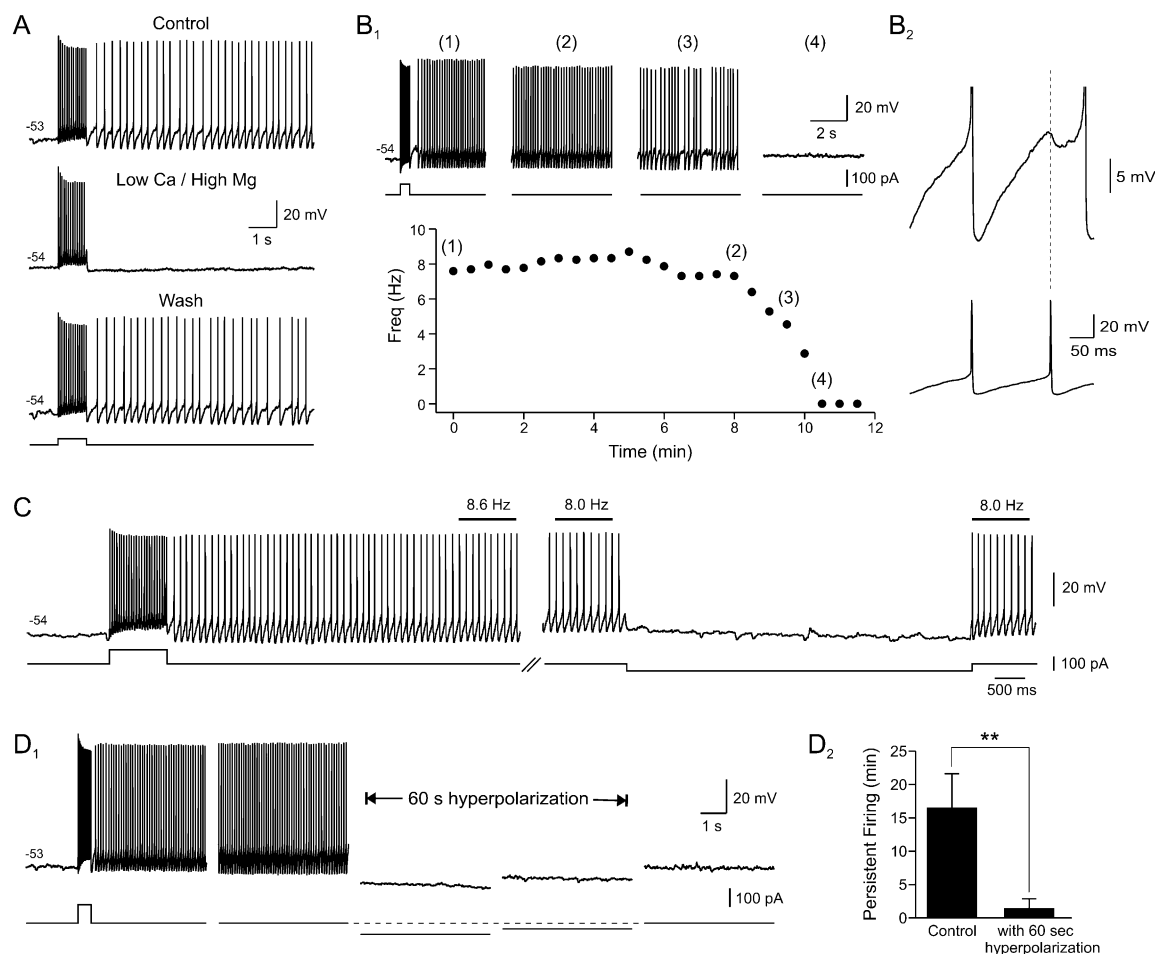 A
Control
-53
Low Ca / High Mg
20 mV
1 s
-54
Wash
-54
B1
(1)
(2)
(3)
(4)
-54
20 mV
2 s
100 pA
Freq (Hz)
10
8
6
4
2
0
(1)
(2)
(3)
(4)
0
2
4
6
8
10
12
Time (min)
B2
5 mV
20 mV
50 ms
C
8.6 Hz
8.0 Hz
8.0 Hz
-54
20 mV
100 pA
500 ms
D1
-53
60 s hyperpolarization
20 mV
1 s
100 pA
D2
Persistent Firing (min)
25
20
15
10
5
0
**
Control
with 60 sec
hyperpolarization